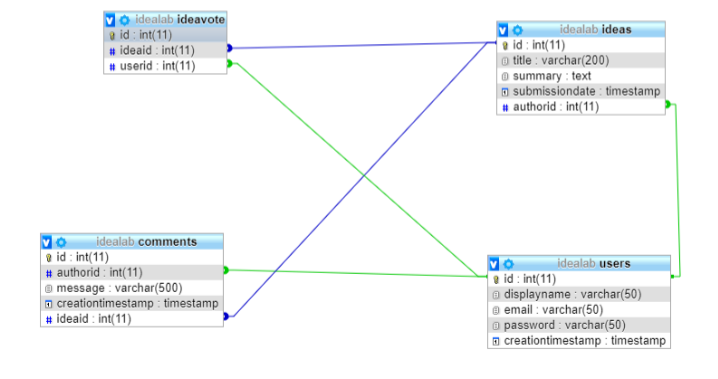 idealab ideavote
id : int(11)
ideaid : int(11)
userid : int(11)
idealab ideas
id : int(11)
title : varchar(200)
summary : text
submissiondate : timestamp
authorid : int(11)
idealab comments
id : int(11)
authorid : int(11)
message : varchar(500)
creationtimestamp : timestamp
ideaid : int(11)
idealab users
id : int(11)
displayname : varchar(50)
email : varchar(50)
password : varchar(50)
creationtimestamp : timestamp